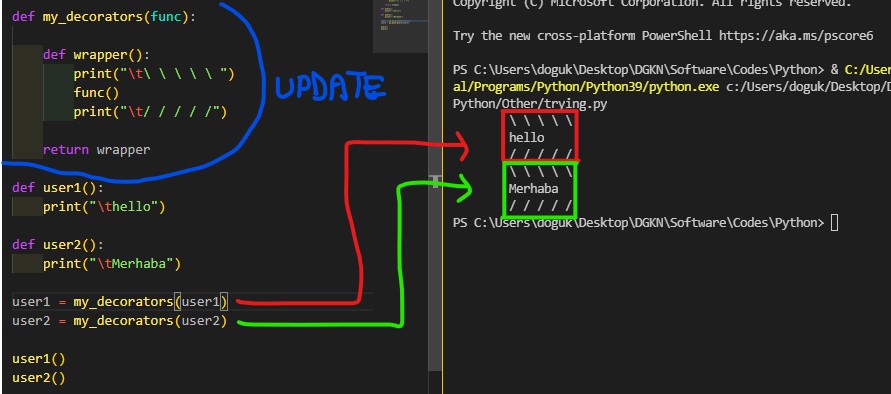 def my_decorators(func):
def wrapper():
print("\t\ \ \ \ \ ")
func()
print("\t/ / / / /")
return wrapper
UPDATE
def user1():
print("\thello")
def user2():
print("\tMerhaba")
user1 = my_decorators(user1)
user2 = my_decorators(user2)
user1()
user2()
Copyright (C) Microsoft Corporation. All rights reserved.
Try the new cross-platform PowerShell https://aka.ms/pscore6
PS C:\Users\doguk\Desktop\DGKN\Software\Codes\Python> & C:/User
al/Programs/Python/Python39/python.exe c:/Users/doguk/Desktop/D
Python/Other/trying.py
\ \ \ \ \
hello
/ / / / /
\ \ \ \ \
Merhaba
/ / / / /
PS C:\Users\doguk\Desktop\DGKN\Software\Codes\Python>